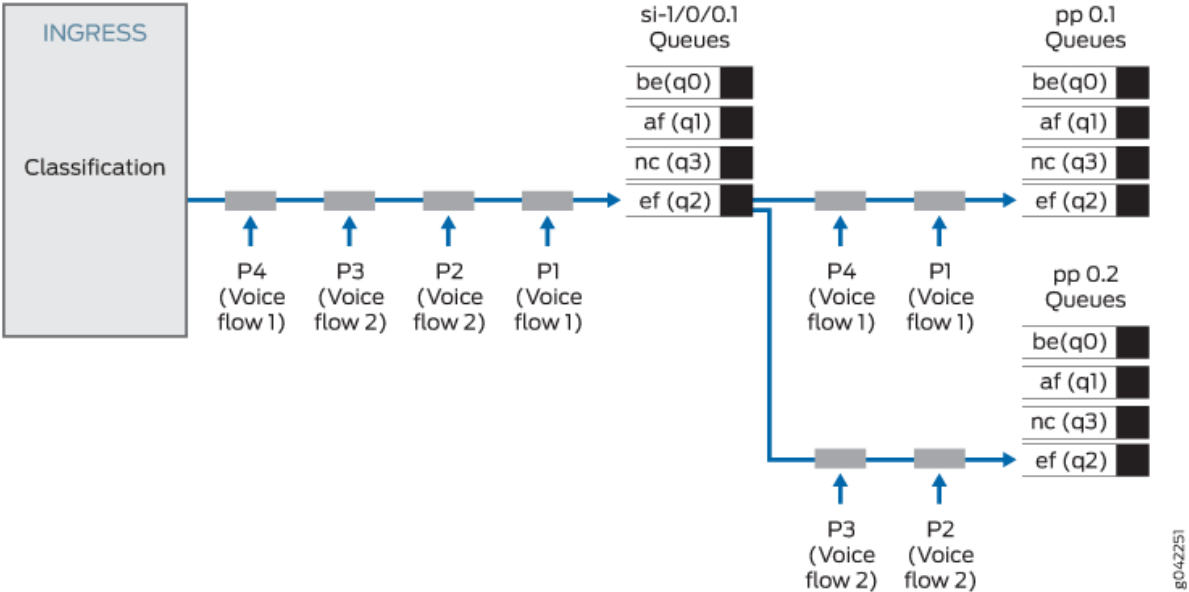 INGRESS
Classification
P4
(Voice
flow 1)
P3
(Voice
flow 2)
P2
(Voice
flow 2)
P1
(Voice
flow 1)
si-1/0/0.1
Queues
be(q0)
af (q1)
nc (q3)
ef (q2)
P4
(Voice
flow 1)
P1
(Voice
flow 1)
pp 0.1
Queues
be(q0)
af (q1)
nc (q3)
ef (q2)
P3
(Voice
flow 2)
P2
(Voice
flow 2)
pp 0.2
Queues
be(q0)
af (q1)
nc (q3)
ef (q2)
g042251